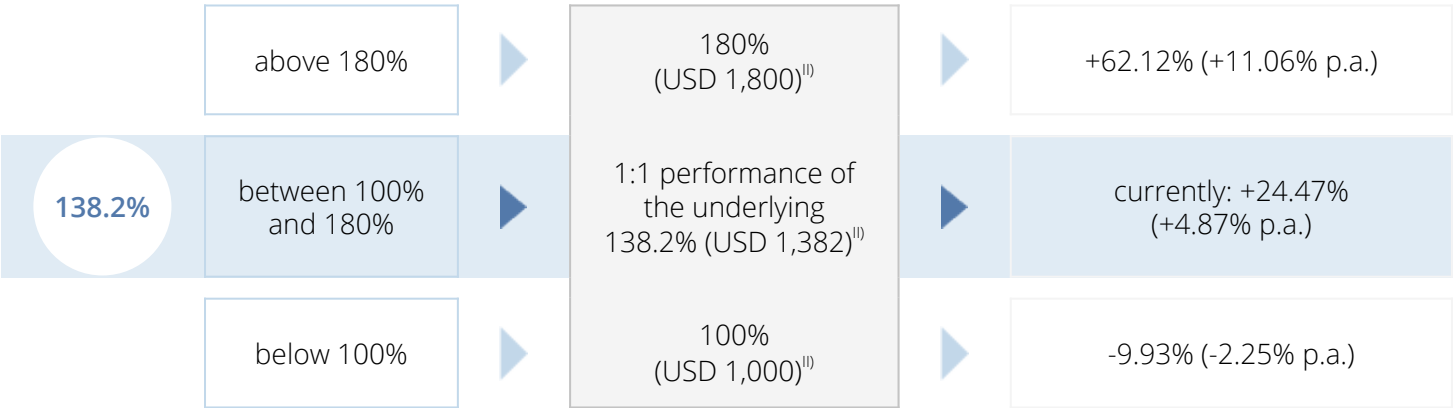 above 180%
180%
(USD 1,800)II)
+62.12% (+11.06% p.a.)
138.2%
between 100%
and 180%
1:1 performance of
the underlying
138.2% (USD 1,382)II)
currently: +24.47%
(+4.87% p.a.)
below 100%
100%
(USD 1,000)II)
-9.93% (-2.25% p.a.)